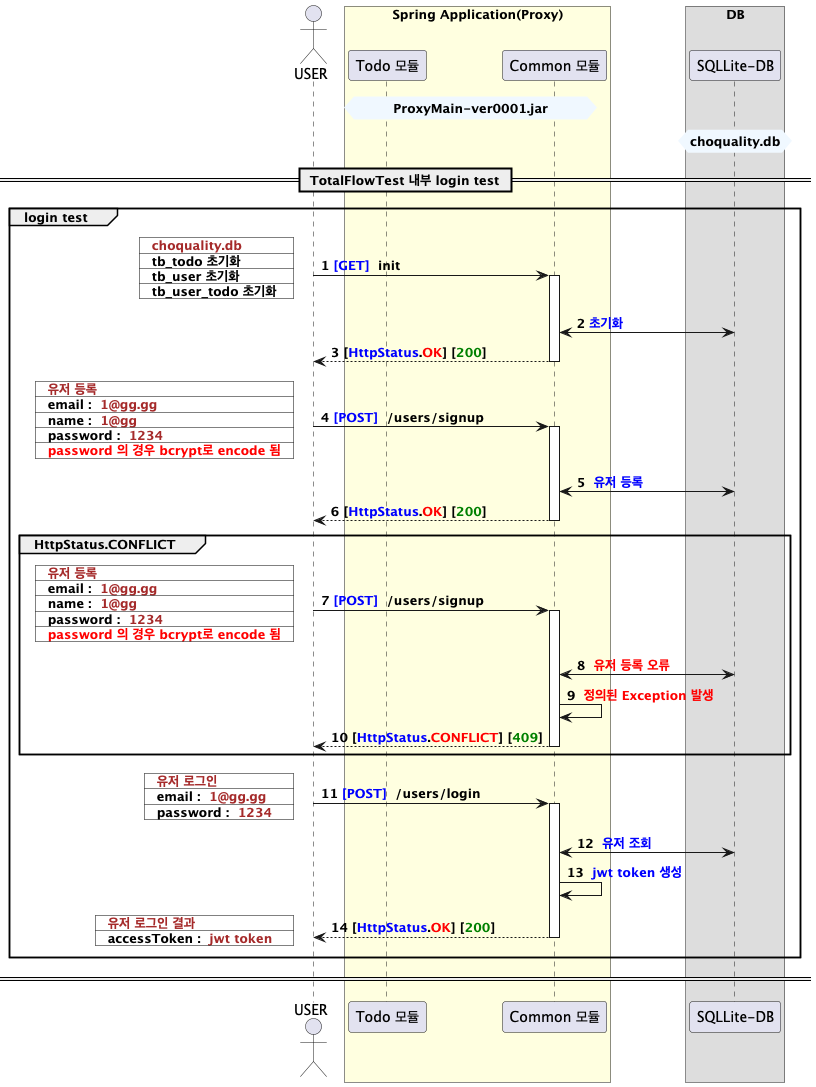 Spring Application(Proxy)
DB
USER
Todo 모듈
Common 모듈
SQLLite-DB
ProxyMain-ver0001.jar
choquality.db
TotalFlowTest 내부 login test
login test
choquality.db
tb_todo 초기화
tb_user 초기화
tb_user_todo 초기화
1 [GET] init
2 초기화
3 [HttpStatus.OK] [200]
유저 등록
email : 1@gg.gg
name : 1@gg
password : 1234
password 의 경우 bcrypt로 encode 됨
4 [POST] /users/signup
5 유저 등록
6 [HttpStatus.OK] [200]
HttpStatus.CONFLICT
유저 등록
email : 1@gg.gg
name : 1@gg
password : 1234
password 의 경우 bcrypt로 encode 됨
7 [POST] /users/signup
8 유저 등록 오류
9 정의된 Exception 발생
10 [HttpStatus.CONFLICT] [409]
유저 로그인
email : 1@gg.gg
password : 1234
11 [POST] /users/login
12 유저 조회
13 jwt token 생성
유저 로그인 결과
accessToken : jwt token
14 [HttpStatus.OK] [200]
USER
Todo 모듈
Common 모듈
SQLLite-DB